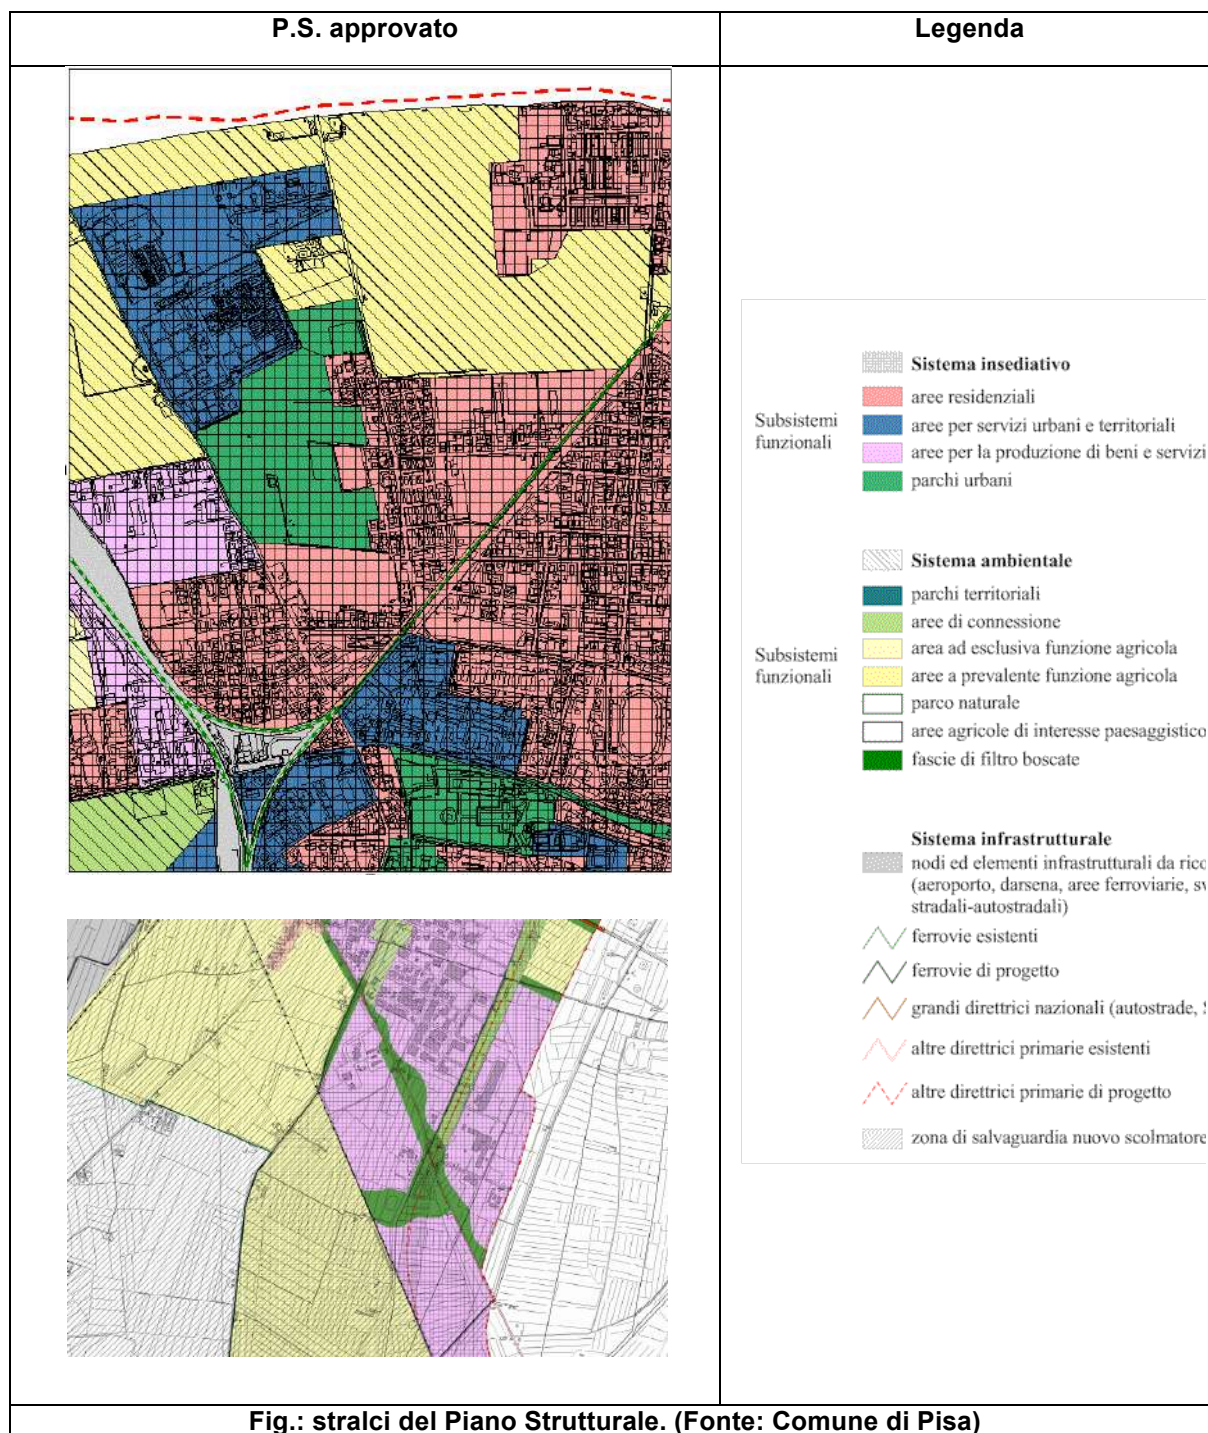 P.S. approvato
Legenda
Sistema insediativo
Subsistemi funzionali
aree residenziali
aree per servizi urbani e territoriali
aree per la produzione di beni e servizi
parchi urbani
Sistema ambientale
Subsistemi funzionali
parchi territoriali
aree di connessione
area ad esclusiva funzione agricola
aree a prevalente funzione agricola
parco naturale
aree agricole di interesse paesaggistico
fascie di filtro boscate
Sistema infrastrutturale
nodi ed elementi infrastrutturali da rico
(aeroporto, darsena, aree ferroviarie, sv
stradali-autostradali)
ferrovie esistenti
ferrovie di progetto
grandi direttrici nazionali (autostrade, S
altre direttrici primarie esistenti
altre direttrici primarie di progetto
zona di salvaguardia nuovo scolmatore
Fig.: stralci del Piano Strutturale. (Fonte: Comune di Pisa)